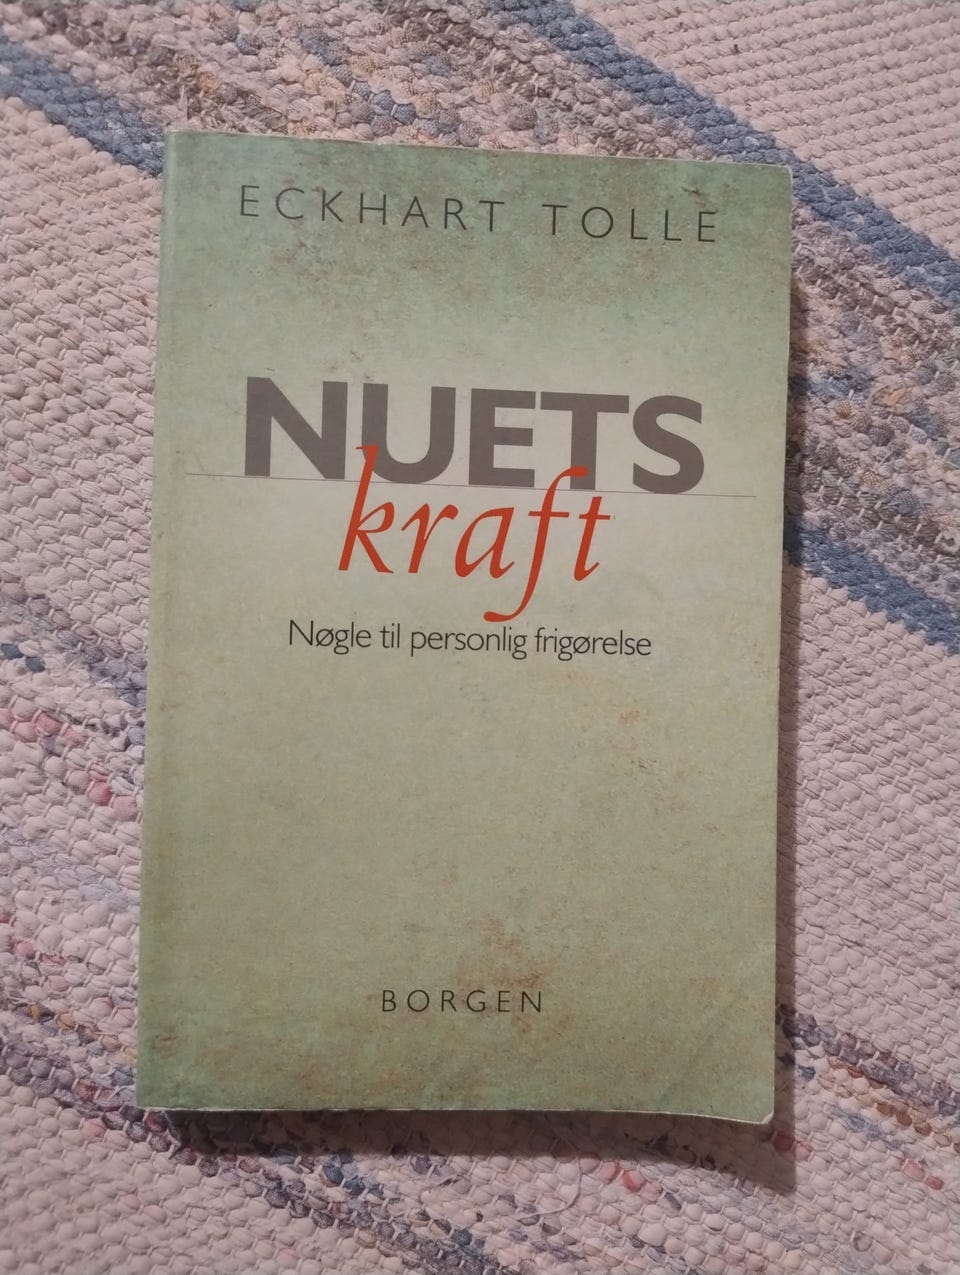 ECKHART TOLLE
NUETS
kraft
Nøgle til personlig frigørelse
BORGEN